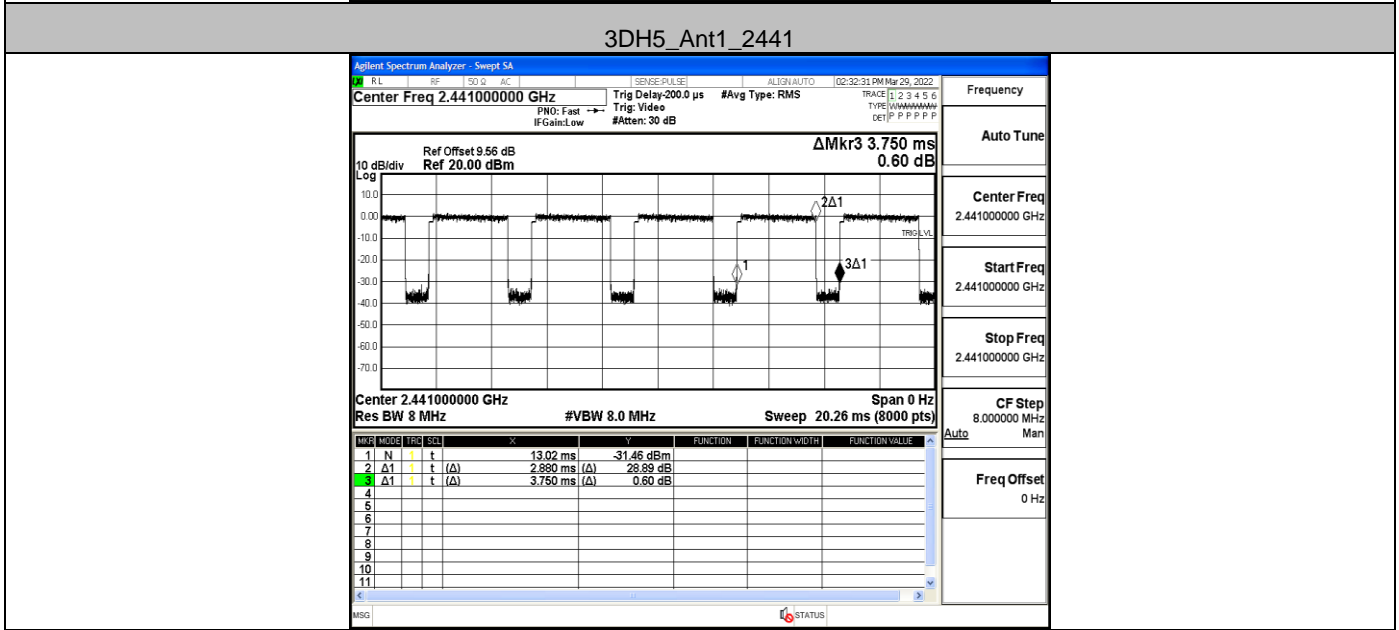 3DH5_Ant1_2441
Agilent Spectrum Analyzer - Swept SA
RL RF 50 Ω AC SENSE:PULSE ALIGN AUTO 02:32:31 PM Mar 29, 2022
Center Freq 2.441000000 GHz
PNO: Fast
IFGain:Low
Trig Delay-200.0 µs
Trig: Video
#Atten: 30 dB
#Avg Type: RMS
TRACE 1 2 3 4 5 6
TYPE
DET P P P P P P
Frequency
Auto Tune
Center Freq
2.441000000 GHz
Start Freq
2.441000000 GHz
Stop Freq
2.441000000 GHz
CF Step
8.000000 MHz
Auto Man
Freq Offset
0 Hz
ΔMkr3 3.750 ms
0.60 dB
Ref Offset 9.56 dB
10 dB/div Ref 20.00 dBm
Log
10.0
0.00
-10.0
-20.0
-30.0
-40.0
-50.0
-60.0
-70.0
2Δ1
TRIG LVL
1
3Δ1
Center 2.441000000 GHz Span 0 Hz
Res BW 8 MHz #VBW 8.0 MHz Sweep 20.26 ms (8000 pts)
MKR MODE TRC SCL X Y FUNCTION FUNCTION WIDTH FUNCTION VALUE
1 N 1 t 13.02 ms -31.46 dBm
2 Δ1 1 t (Δ) 2.880 ms (Δ) 28.89 dB
3 Δ1 1 t (Δ) 3.750 ms (Δ) 0.60 dB
4
5
6
7
8
9
10
11
MSG STATUS